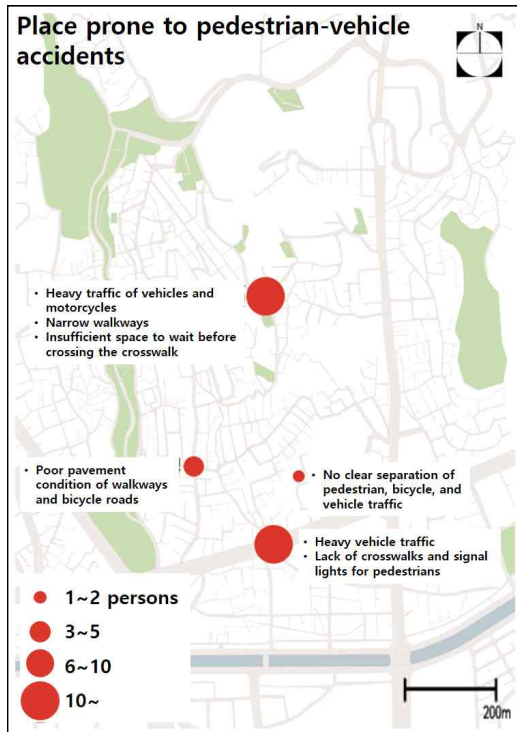 Place prone to pedestrian-vehicle
accidents
N
· Heavy traffic of vehicles and
motorcycles
· Narrow walkways
· Insufficient space to wait before
crossing the crosswalk
· Poor pavement
condition of walkways
and bicycle roads
· No clear separation of
pedestrian, bicycle, and
vehicle traffic
· Heavy vehicle traffic
· Lack of crosswalks and signal
lights for pedestrians
1~2 persons
3~5
6~10
10~
200m